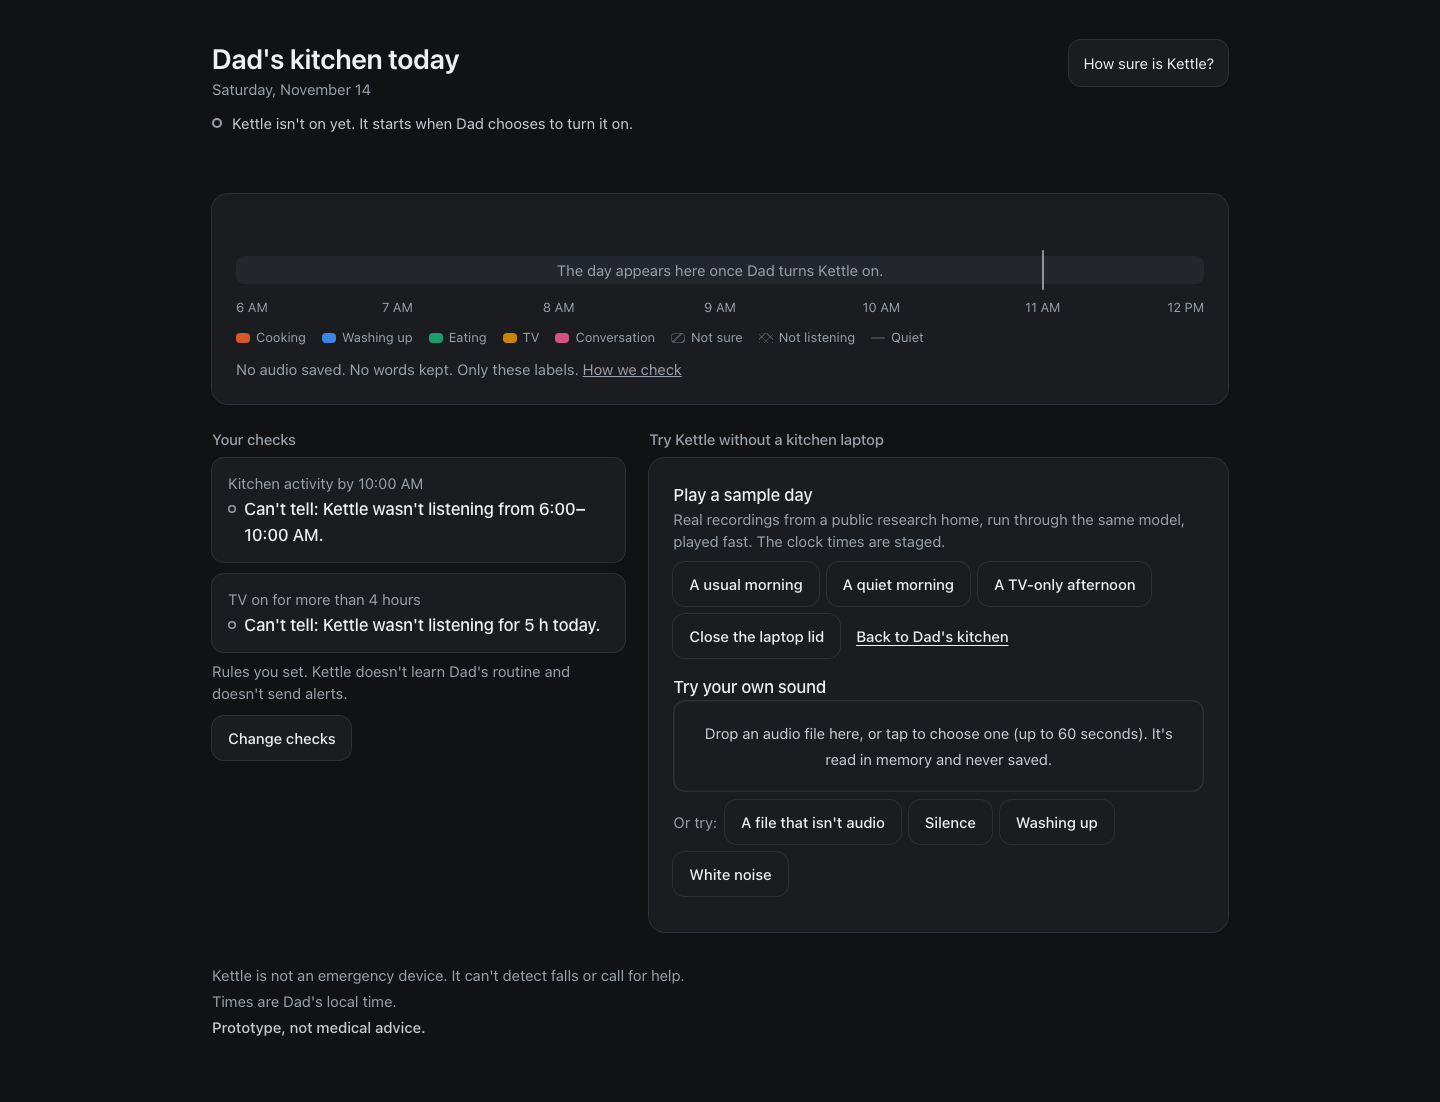 Dad's kitchen today
How sure is Kettle?
Saturday, November 14
Kettle isn't on yet. It starts when Dad chooses to turn it on.
The day appears here once Dad turns Kettle on.
6 AM 7 AM 8 AM 9 AM 10 AM 11 AM 12 PM
Cooking Washing up Eating TV Conversation Not sure Not listening Quiet
No audio saved. No words kept. Only these labels. How we check
Your checks
Kitchen activity by 10:00 AM
Can't tell: Kettle wasn't listening from 6:00–
10:00 AM.
TV on for more than 4 hours
Can't tell: Kettle wasn't listening for 5 h today.
Rules you set. Kettle doesn't learn Dad's routine and
doesn't send alerts.
Change checks
Try Kettle without a kitchen laptop
Play a sample day
Real recordings from a public research home, run through the same model,
played fast. The clock times are staged.
A usual morning A quiet morning A TV-only afternoon
Close the laptop lid Back to Dad's kitchen
Try your own sound
Drop an audio file here, or tap to choose one (up to 60 seconds). It's
read in memory and never saved.
Or try: A file that isn't audio Silence Washing up
White noise
Kettle is not an emergency device. It can't detect falls or call for help.
Times are Dad's local time.
Prototype, not medical advice.